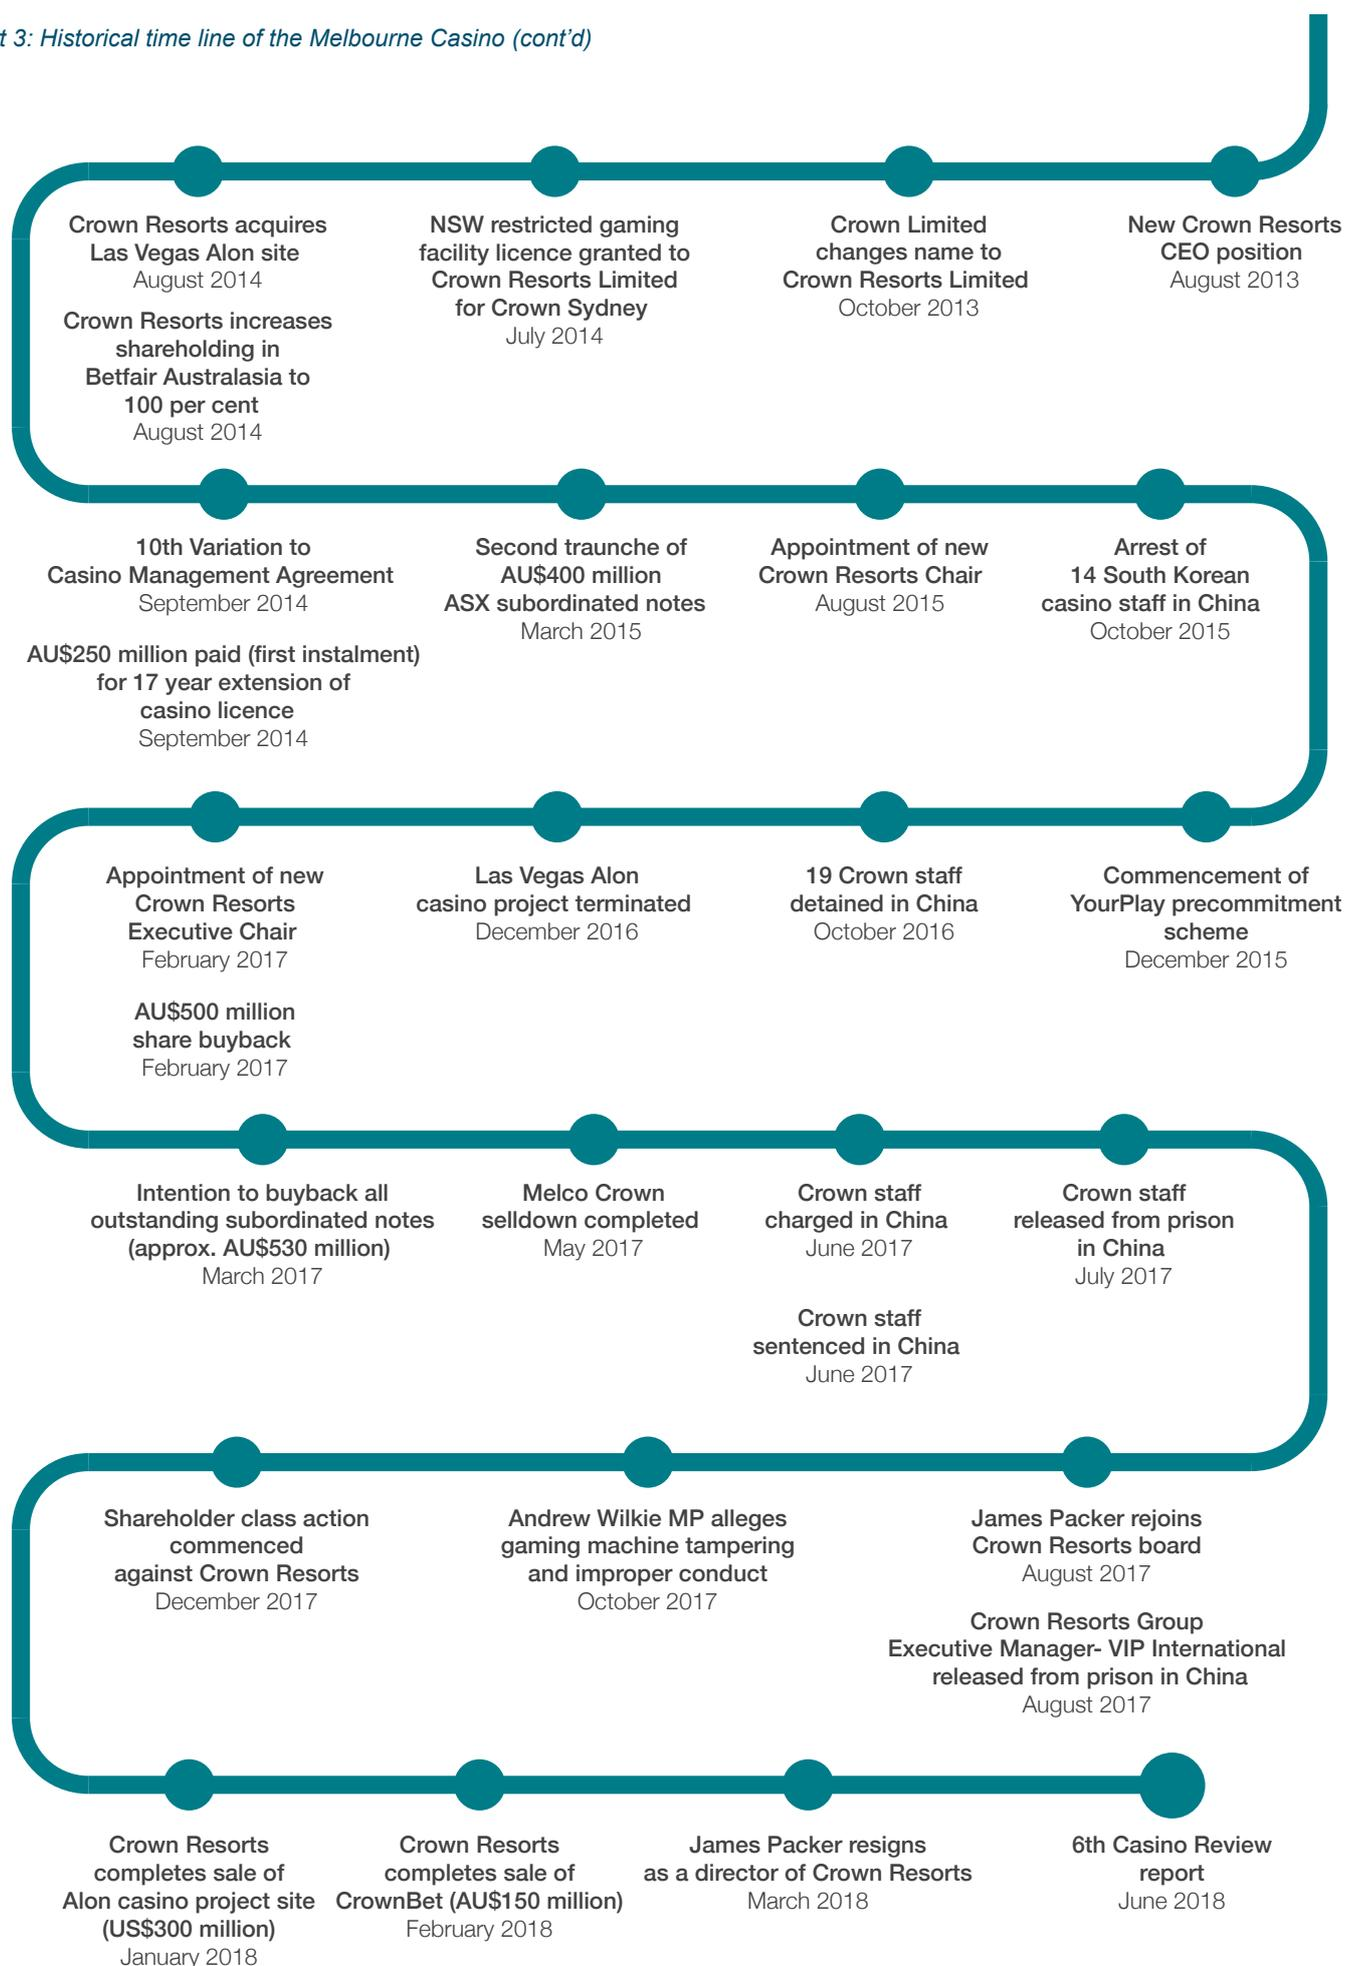 t 3: Historical time line of the Melbourne Casino (cont'd)
Crown Resorts acquires
Las Vegas Alon site
August 2014
Crown Resorts increases
shareholding in
Betfair Australasia to
100 per cent
August 2014
NSW restricted gaming
facility licence granted to
Crown Resorts Limited
for Crown Sydney
July 2014
Crown Limited
changes name to
Crown Resorts Limited
October 2013
New Crown Resorts
CEO position
August 2013
10th Variation to
Casino Management Agreement
September 2014
AU$250 million paid (first instalment)
for 17 year extension of
casino licence
September 2014
Second traunche of
AU$400 million
ASX subordinated notes
March 2015
Appointment of new
Crown Resorts Chair
August 2015
Arrest of
14 South Korean
casino staff in China
October 2015
Appointment of new
Crown Resorts
Executive Chair
February 2017
AU$500 million
share buyback
February 2017
Las Vegas Alon
casino project terminated
December 2016
19 Crown staff
detained in China
October 2016
Commencement of
YourPlay precommitment
scheme
December 2015
Intention to buyback all
outstanding subordinated notes
(approx. AU$530 million)
March 2017
Melco Crown
selldown completed
May 2017
Crown staff
charged in China
June 2017
Crown staff
sentenced in China
June 2017
Crown staff
released from prison
in China
July 2017
Shareholder class action
commenced
against Crown Resorts
December 2017
Andrew Wilkie MP alleges
gaming machine tampering
and improper conduct
October 2017
James Packer rejoins
Crown Resorts board
August 2017
Crown Resorts Group
Executive Manager- VIP International
released from prison in China
August 2017
Crown Resorts
completes sale of
Alon casino project site
(US$300 million)
January 2018
Crown Resorts
completes sale of
CrownBet (AU$150 million)
February 2018
James Packer resigns
as a director of Crown Resorts
March 2018
6th Casino Review
report
June 2018